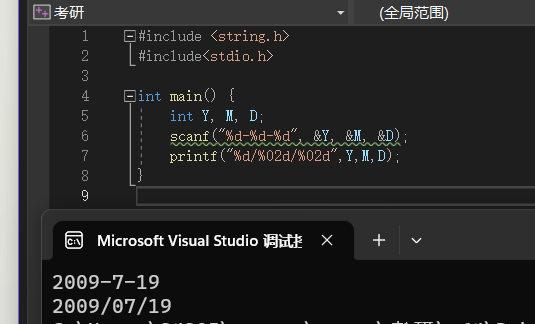 考研
(全局范围)
1 #include <string.h>
2 #include<stdio.h>
3
4 int main() {
5 int Y, M, D;
6 scanf("%d-%d-%d", &Y, &M, &D);
7 printf("%d/%02d/%02d",Y,M,D);
8 }
9
Microsoft Visual Studio 调试控
2009-7-19
2009/07/19